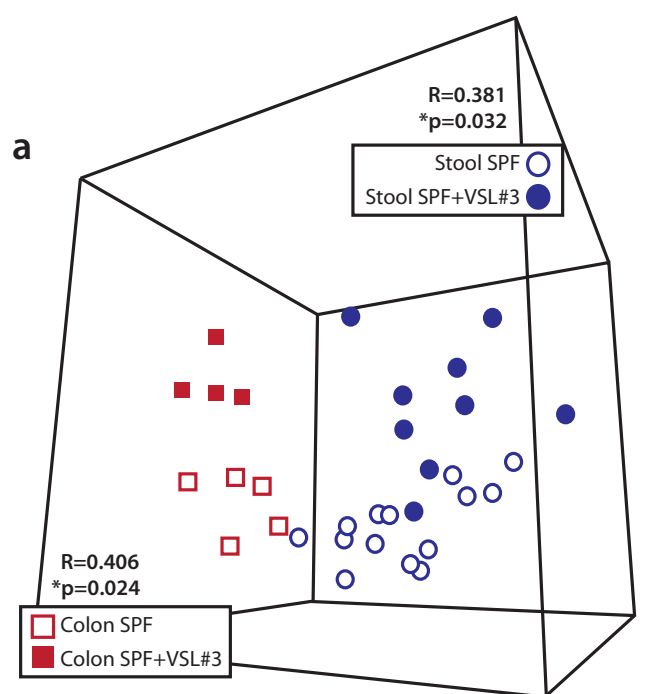 R=0.381
*p=0.032
a
Stool SPF
Stool SPF+VSL#3
R=0.406
*p=0.024
Colon SPF
Colon SPF+VSL#3